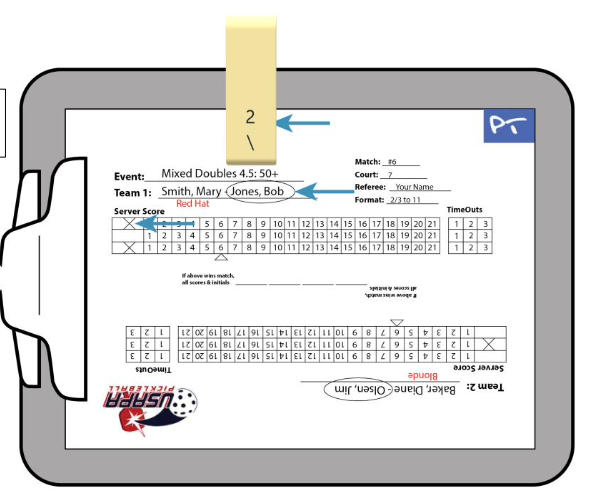 2
\
PT
Match: #6
Event: Mixed Doubles 4.5: 50+
Court: 7
Team 1: Smith, Mary - Jones, Bob
Referee: Your Name
Red Hat
Format: 2/3 to 11
Server Score
TimeOuts
X 2 3 4 5 6 7 8 9 10 11 12 13 14 15 16 17 18 19 20 21 1 2 3
1 2 3 4 5 6 7 8 9 10 11 12 13 14 15 16 17 18 19 20 21 1 2 3
X 1 2 3 4 5 6 7 8 9 10 11 12 13 14 15 16 17 18 19 20 21 1 2 3
If above wins match,
all scores & initials
Team 2: Baker, Diane - Olsen, Jim
Blonde
Server Score
TimeOuts
1 2 3 4 5 6 7 8 9 10 11 12 13 14 15 16 17 18 19 20 21 1 2 3
X 1 2 3 4 5 6 7 8 9 10 11 12 13 14 15 16 17 18 19 20 21 1 2 3
1 2 3 4 5 6 7 8 9 10 11 12 13 14 15 16 17 18 19 20 21 1 2 3
If above wins match,
all scores & initials
USAPA
PICKLEBALL